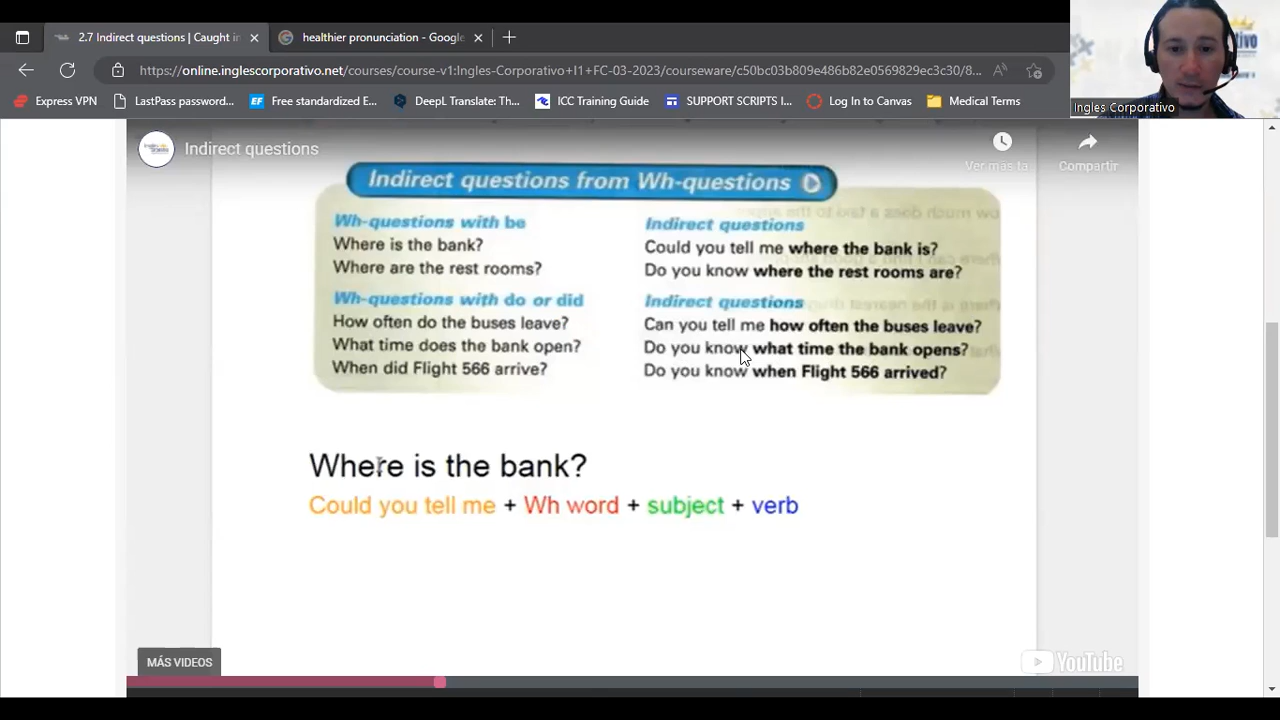 2.7 Indirect questions | Caught in
healthier pronunciation - Google
https://online.inglescorporativo.net/courses/course-v1:Ingles-Corporativo+I1+FC-03-2023/courseware/c50bc03b809e486b82e0569829ec3c30/8...
Express VPN
LastPass password...
EF Free standardized E...
DeepL Translate: Th...
ICC Training Guide
SUPPORT SCRIPTS I...
Log In to Canvas
Medical Terms
Ingles Corporativo
Indirect questions
Ver más ta
Compartir
Indirect questions from Wh-questions
Wh-questions with be
Where is the bank?
Where are the rest rooms?
Wh-questions with do or did
How often do the buses leave?
What time does the bank open?
When did Flight 566 arrive?
Indirect questions
Could you tell me where the bank is?
Do you know where the rest rooms are?
Indirect questions
Can you tell me how often the buses leave?
Do you know what time the bank opens?
Do you know when Flight 566 arrived?
Where is the bank?
Could you tell me + Wh word + subject + verb
MÁS VIDEOS
YouTube